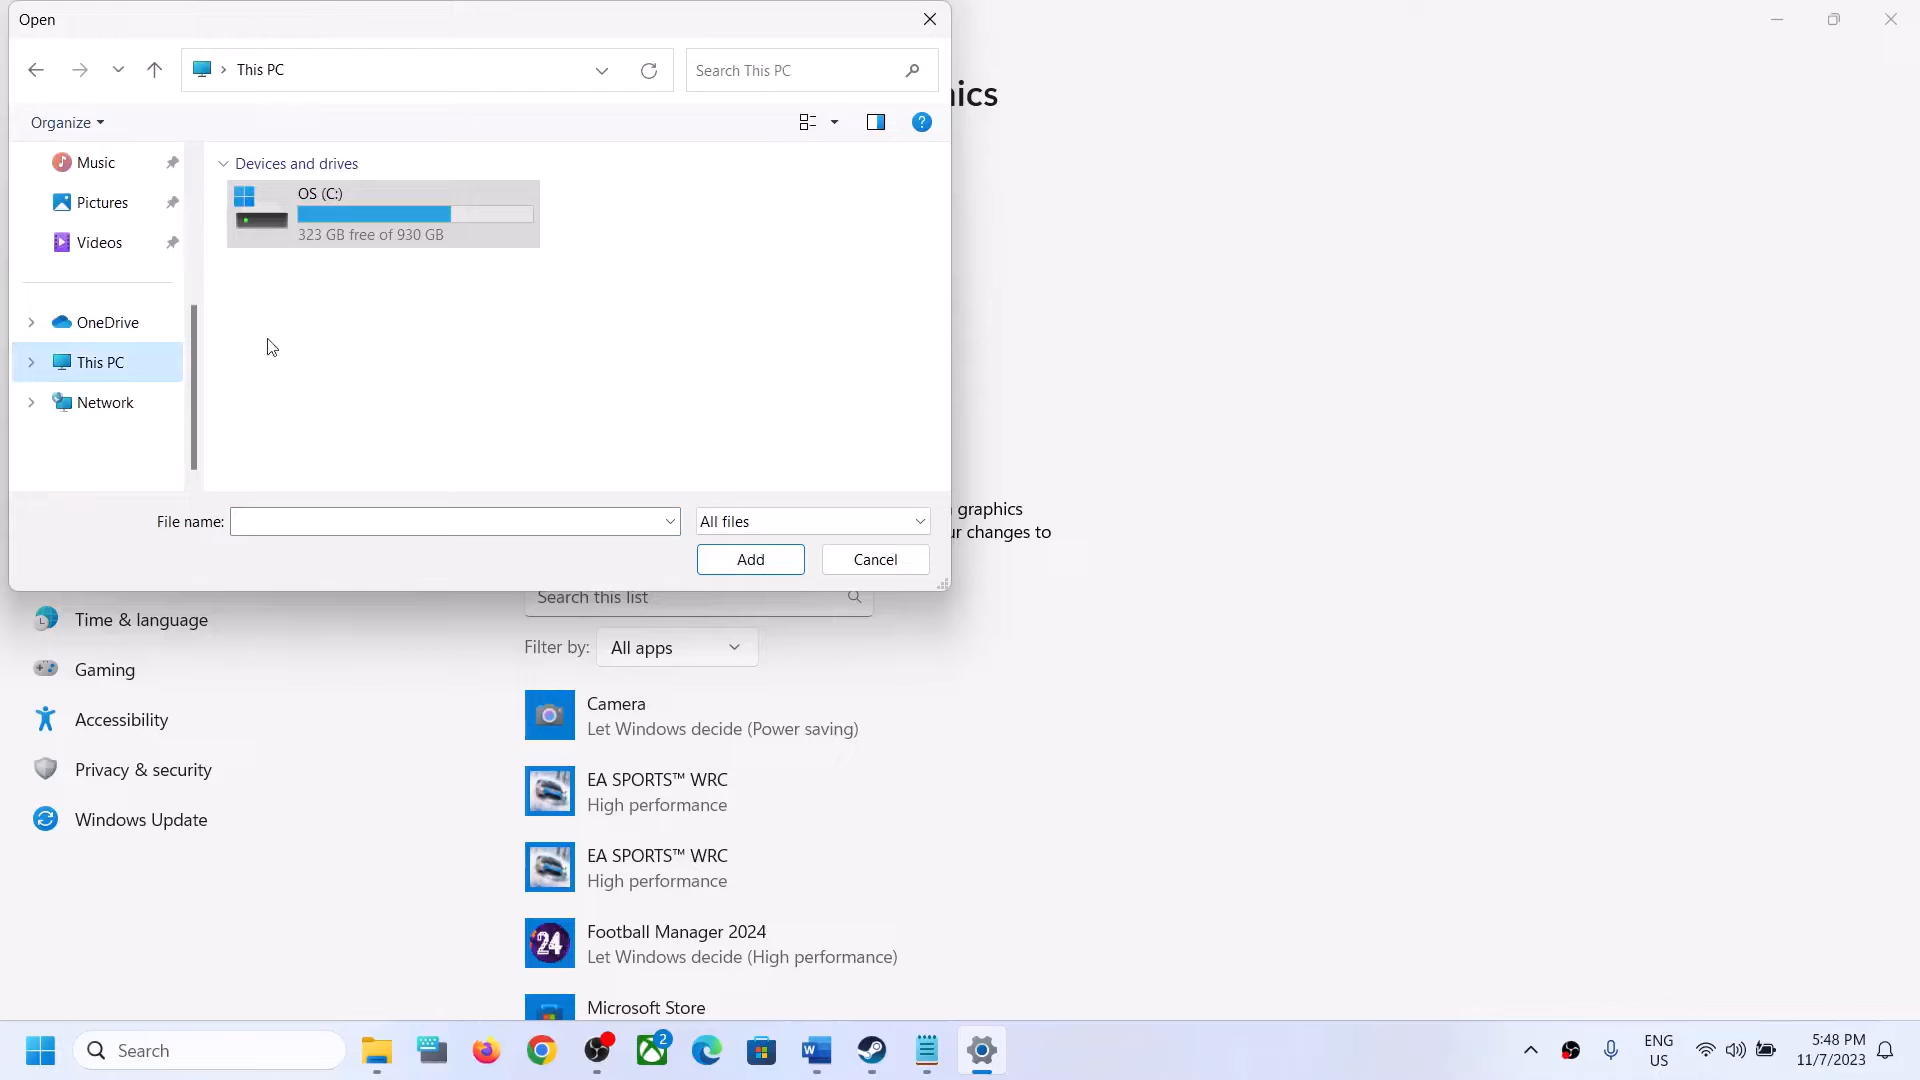 Open
This PC
Search This PC
ics
Organize
Music
Pictures
Videos
OneDrive
This PC
Network
Devices and drives
OS (C:)
323 GB free of 930 GB
File name:
All files
Add
Cancel
graphics
ur changes to
Search this list
Filter by:
All apps
Time & language
Gaming
Accessibility
Privacy & security
Windows Update
Camera
Let Windows decide (Power saving)
EA SPORTS™ WRC
High performance
EA SPORTS™ WRC
High performance
24
Football Manager 2024
Let Windows decide (High performance)
Microsoft Store
Search
2
ENG
US
5:48 PM
11/7/2023